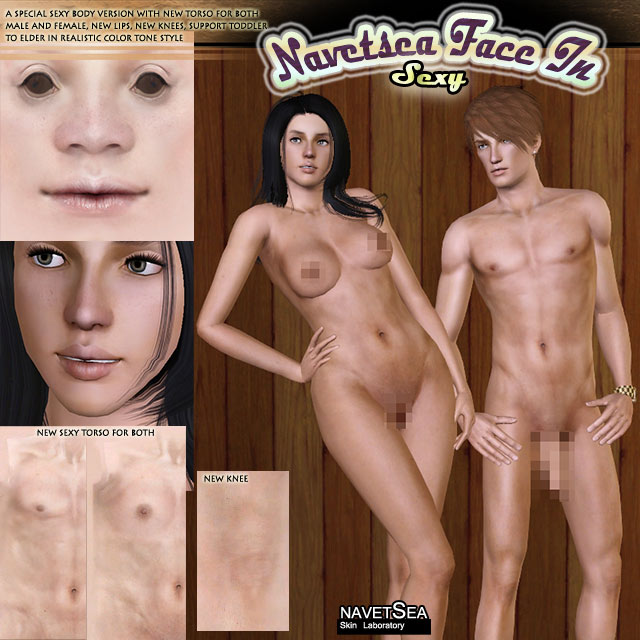 A SPECIAL SEXY BODY VERSION WITH NEW TORSO FOR BOTH
MALE AND FEMALE, NEW LIPS, NEW KNEES, SUPPORT TODDLER
TO ELDER IN REALISTIC COLOR TONE STYLE
Navetsea Face In
Sexy
NEW SEXY TORSO FOR BOTH
NEW KNEE
NAVETSEA
Skin Laboratory